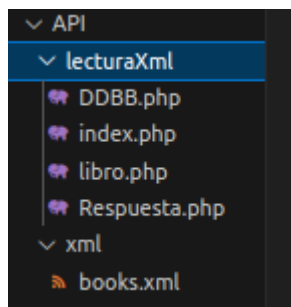 API
lecturaXml
DDBB.php
index.php
libro.php
Respuesta.php
xml
books.xml